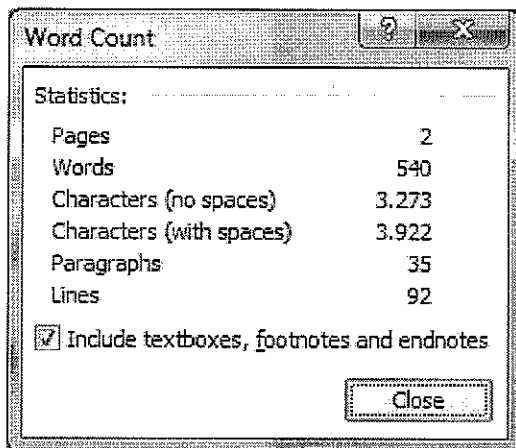 Word Count
Statistics:
Pages 2
Words 540
Characters (no spaces) 3.273
Characters (with spaces) 3.922
Paragraphs 35
Lines 92
Include textboxes, footnotes and endnotes
Close